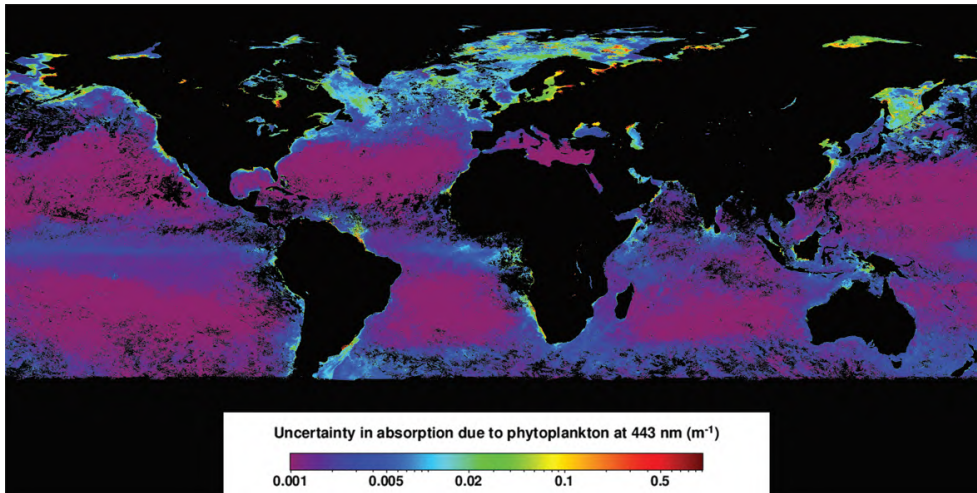 Uncertainty in absorption due to phytoplankton at 443 nm (m⁻¹)
0.001 0.005 0.02 0.1 0.5